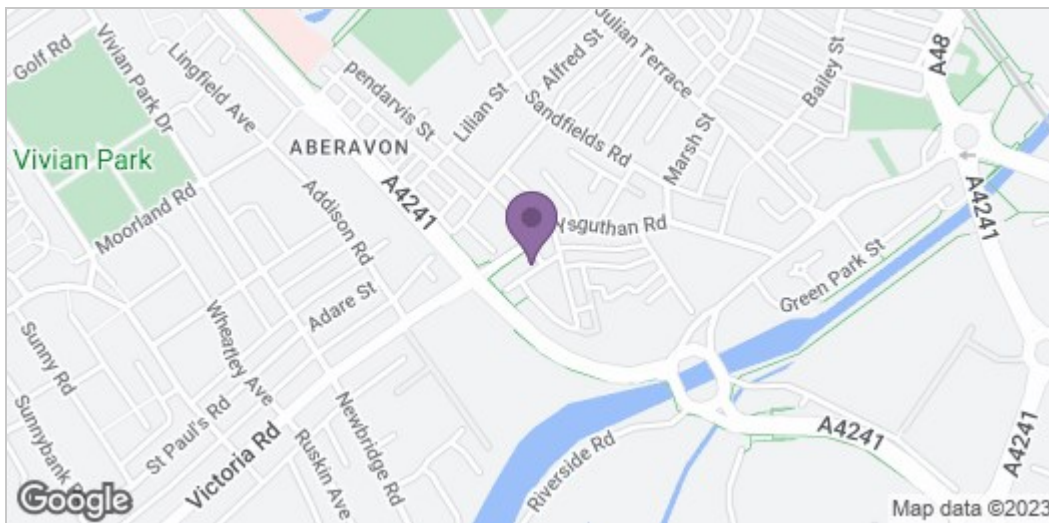 Golf Rd
Vivian Park Dr
Lingfield Ave
pendarvis St
Lilian St
Alfred St
Julian Terrace
Sandfields Rd
Marsh St
Bailey St
A48
Vivian Park
ABERAVON
A4241
Moorland Rd
Addison Rd
Ysguthan Rd
A4241
Green Park St
Adare St
Sunny Rd
Wheatley Ave
St Paul's Rd
Newbridge Rd
Sunnybank
Victoria Rd
Ruskin Ave
Riverside Rd
A4241
A4241
Google
Map data ©2023